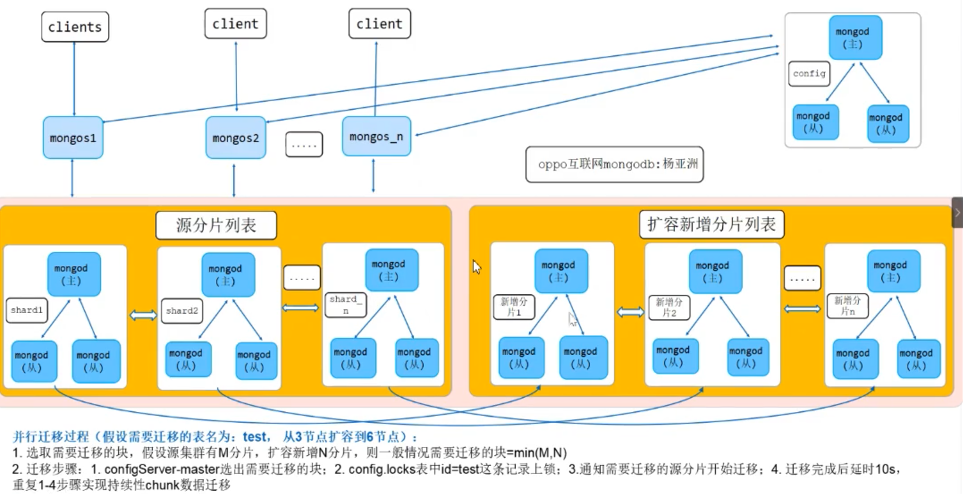 clients
client
client
mongod
(主)
config
mongod
(从)
mongod
(从)
mongos1
mongos2
.....
mongos_n
oppo互联网mongodb:杨亚洲
源分片列表
扩容新增分片列表
mongod
(主)
shard1
mongod
(从)
mongod
(从)
mongod
(主)
shard2
mongod
(从)
mongod
(从)
.....
mongod
(主)
shard_
n
mongod
(从)
mongod
(从)
mongod
(主)
新增分
片1
mongod
(从)
mongod
(从)
mongod
(主)
新增分
片2
mongod
(从)
mongod
(从)
.....
mongod
(主)
新增分
片n
mongod
(从)
mongod
(从)
并行迁移过程（假设需要迁移的表名为：test， 从3节点扩容到6节点）：
1. 选取需要迁移的块，假设源集群有M分片，扩容新增N分片，则一般情况需要迁移的块=min(M,N)
2. 迁移步骤：1. configServer-master选出需要迁移的块；2. config.locks表中id=test这条记录上锁；3.通知需要迁移的源分片开始迁移；4. 迁移完成后延时10s，
重复1-4步骤实现持续性chunk数据迁移